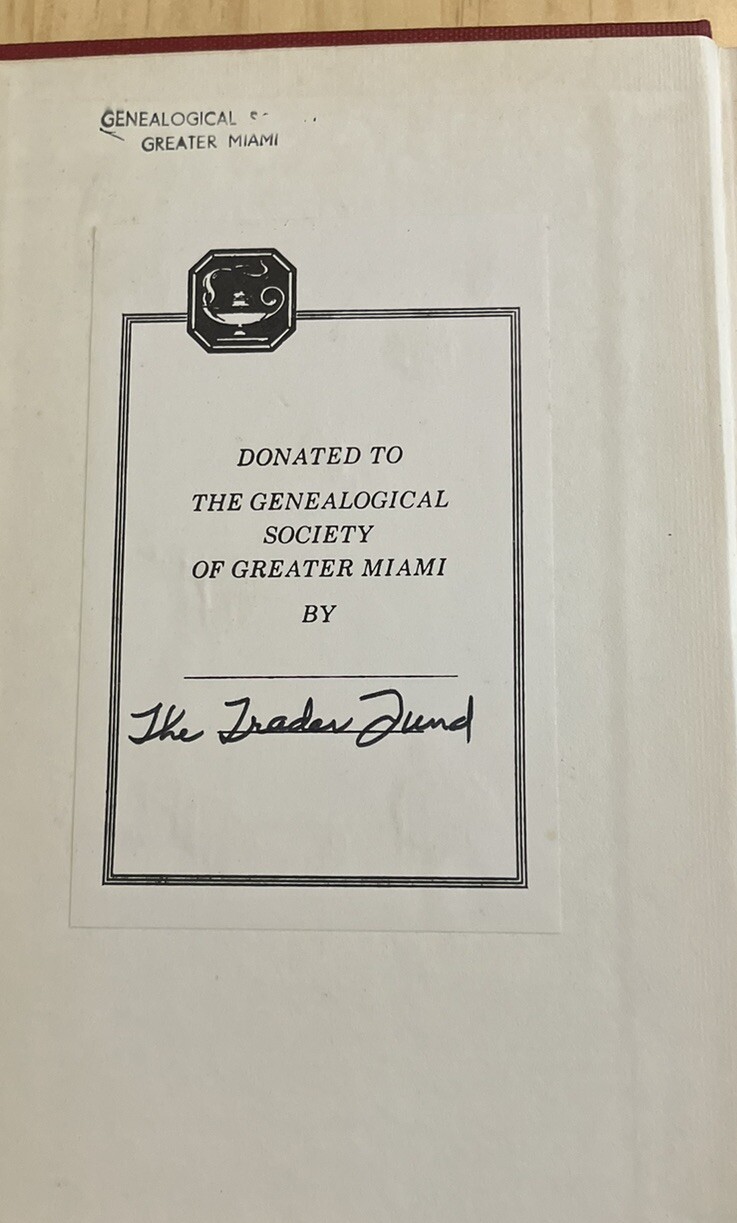 GENEALOGICAL
GREATER MIAMI
DONATED TO
THE GENEALOGICAL
SOCIETY
OF GREATER MIAMI
BY
The Trader Fund